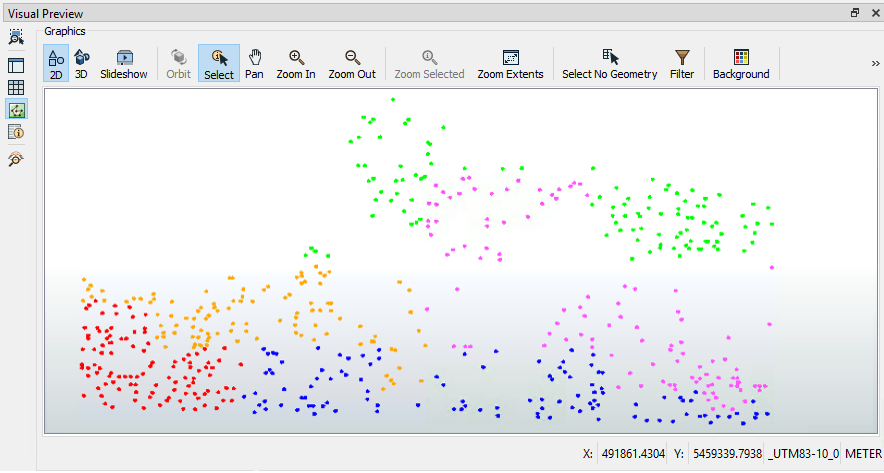 Visual Preview
Graphics
2D 3D Slideshow Orbit Select Pan Zoom In Zoom Out Zoom Selected Zoom Extents Select No Geometry Filter Background »
X: 491861.4304 Y: 5459339.7938 _UTM83-10_0 METER